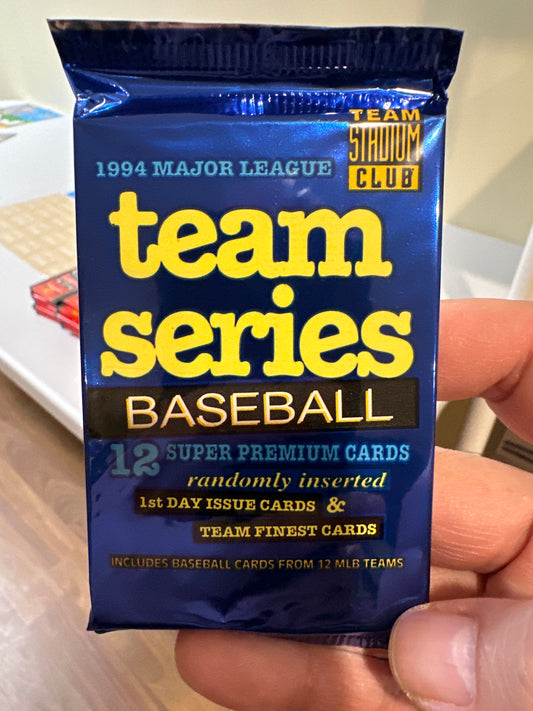 TEAM
STADIUM
CLUB
1994 MAJOR LEAGUE
team
series
BASEBALL
12 SUPER PREMIUM CARDS
randomly inserted
1st DAY ISSUE CARDS &
TEAM FINEST CARDS
INCLUDES BASEBALL CARDS FROM 12 MLB TEAMS